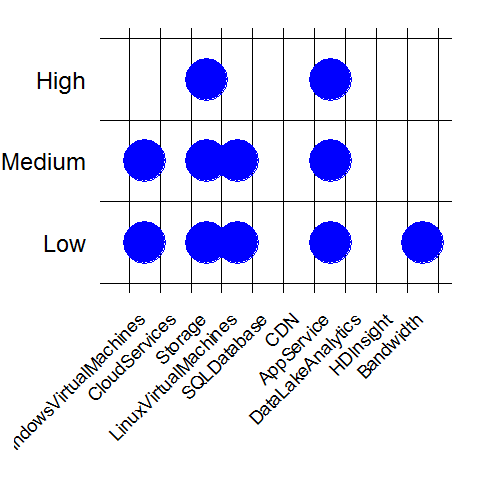 High
Medium
Low
ndowsVirtualMachines
CloudServices
Storage
LinuxVirtualMachines
SQLDatabase
CDN
AppService
DataLakeAnalytics
HDInsight
Bandwidth